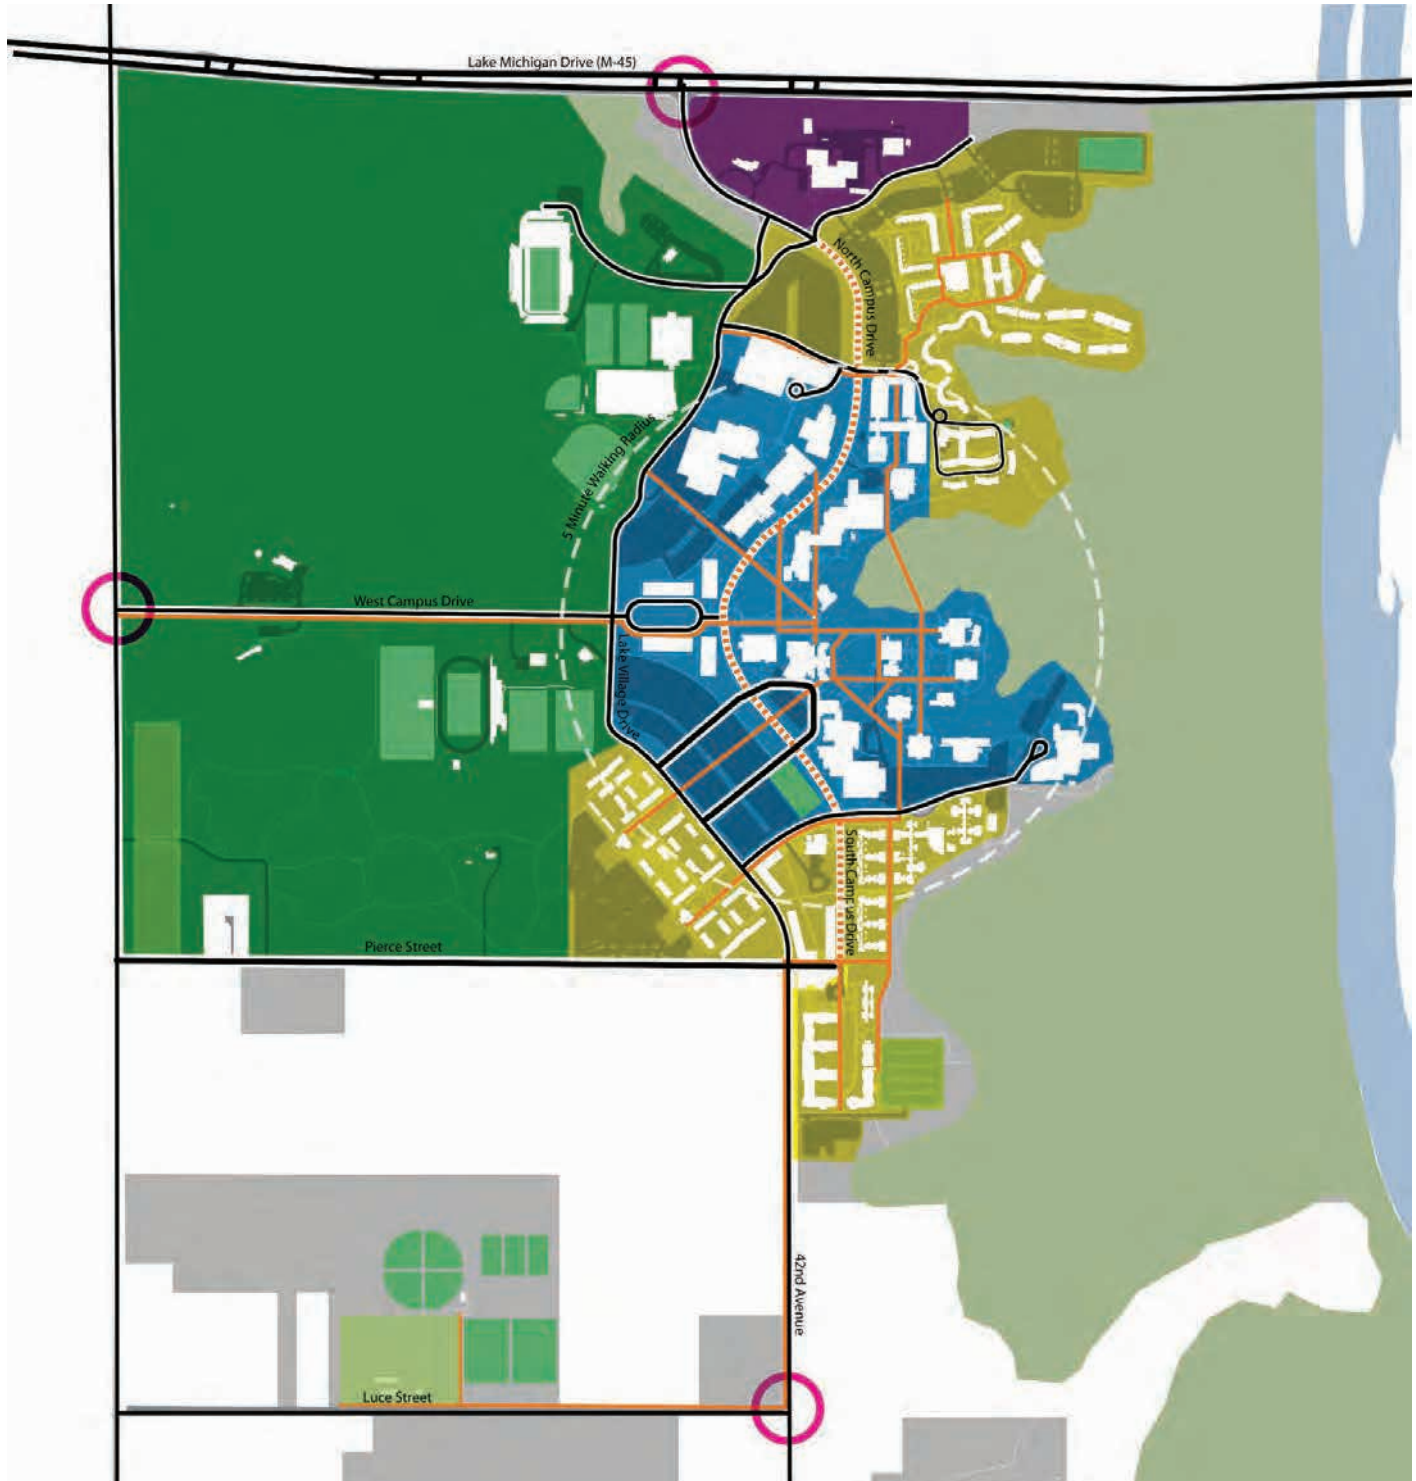 Lake Michigan Drive (M-45)
North Campus Drive
5 Minute Walking Radius
West Campus Drive
Lake Village Drive
South Campus Drive
Pierce Street
42nd Avenue
Luce Street